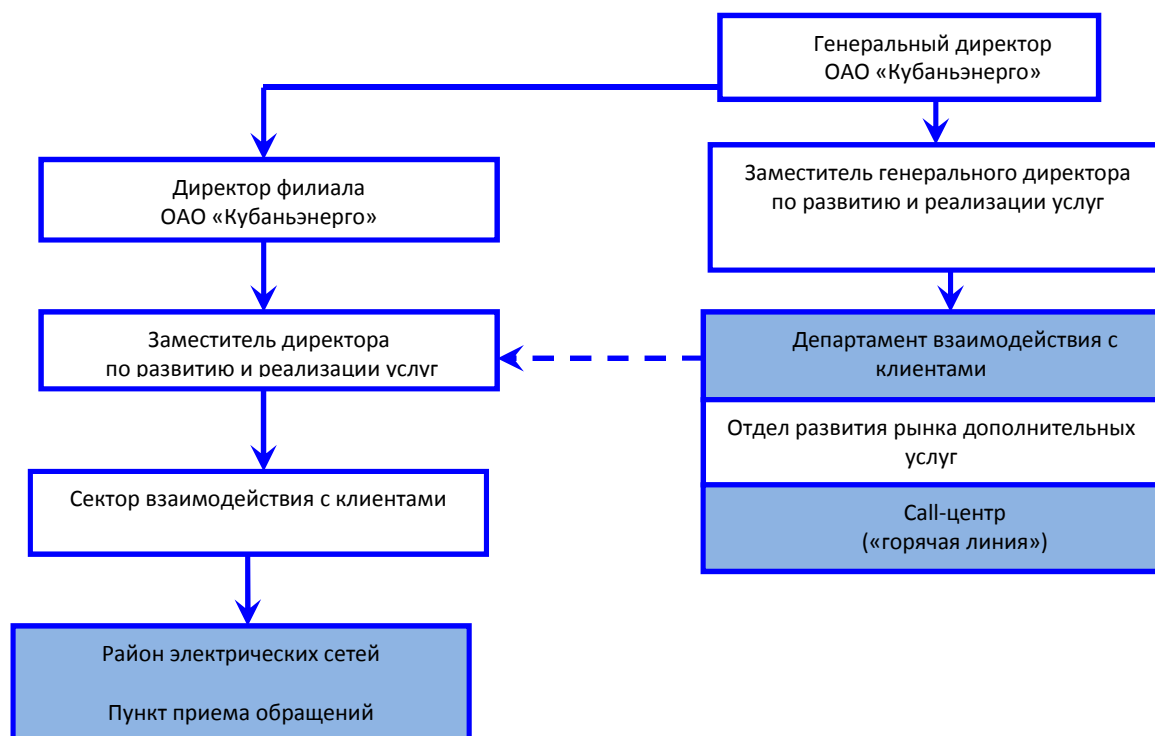 Генеральный директор
ОАО «Кубаньэнерго»
Директор филиала
ОАО «Кубаньэнерго»
Заместитель генерального директора
по развитию и реализации услуг
Заместитель директора
по развитию и реализации услуг
Департамент взаимодействия с
клиентами
Отдел развития рынка дополнительных
услуг
Call-центр
(«горячая линия»)
Сектор взаимодействия с клиентами
Район электрических сетей
Пункт приема обращений